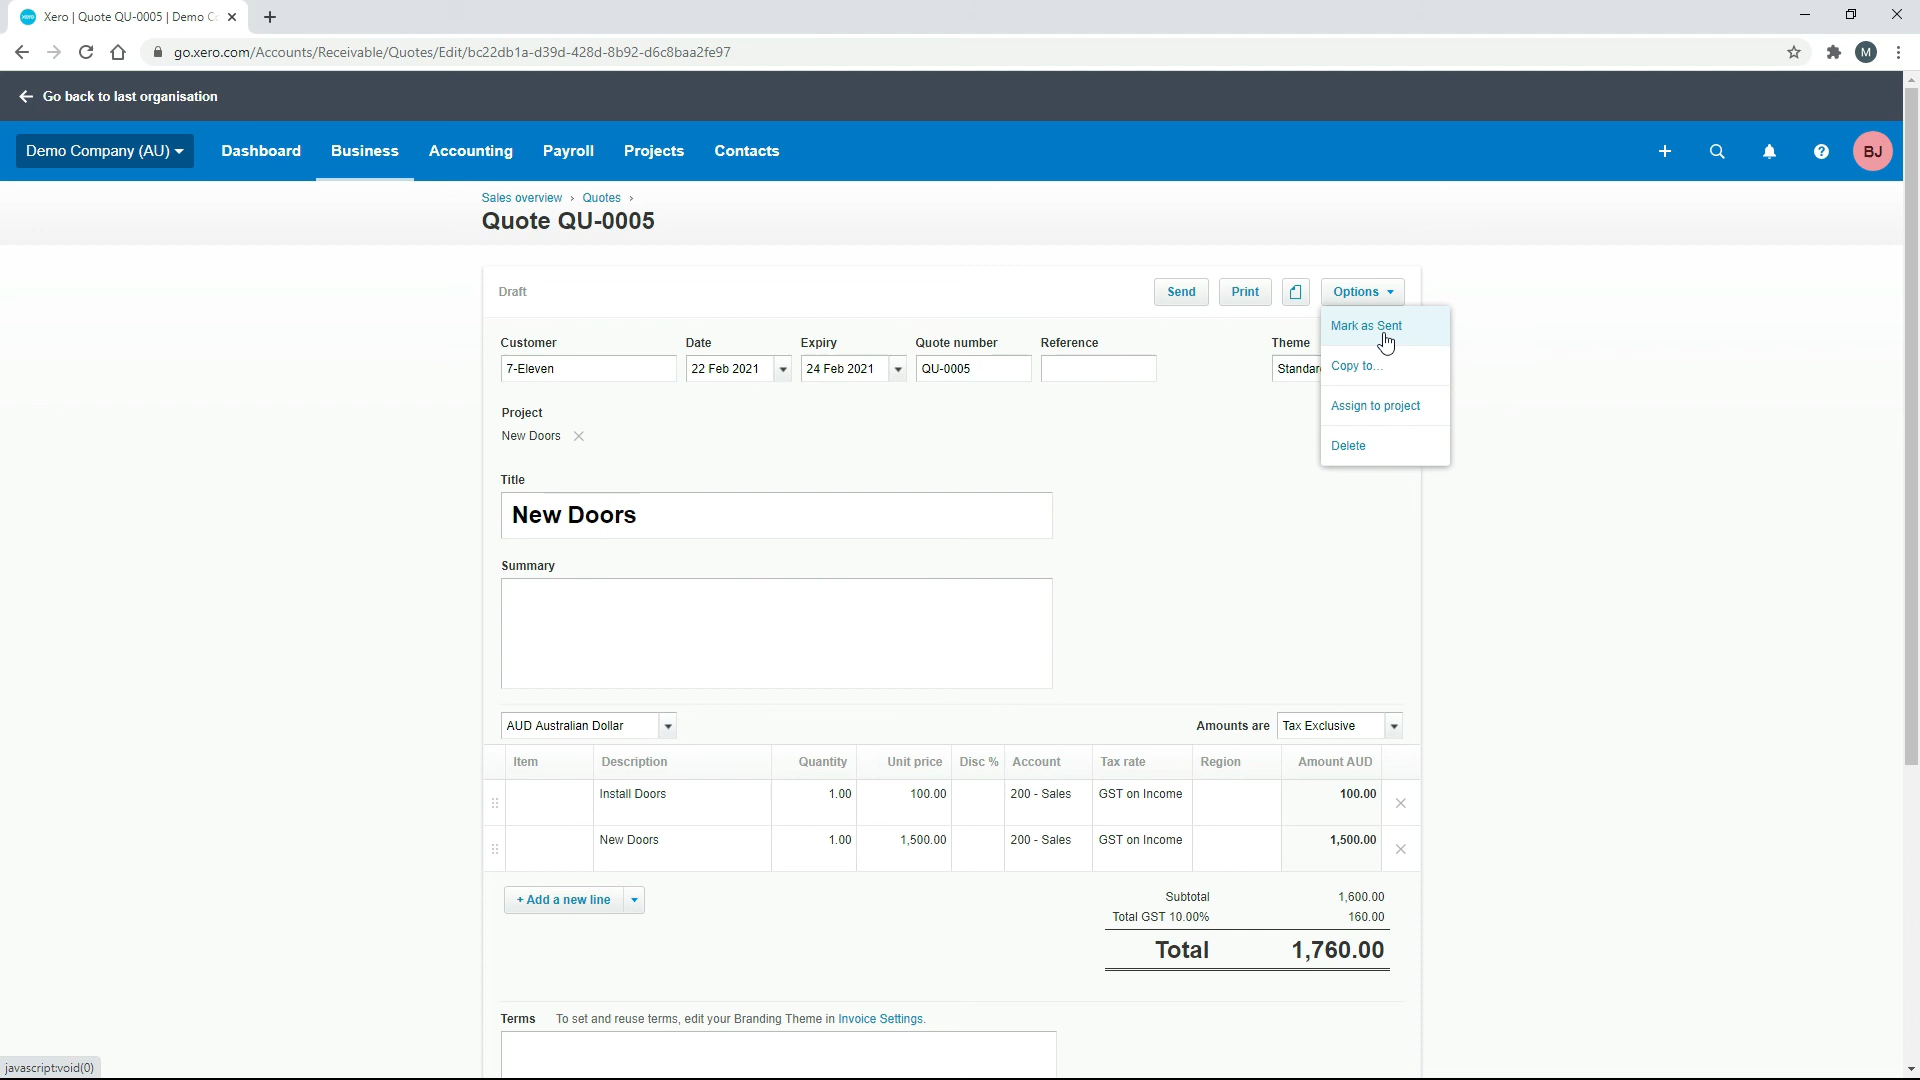 Xero | Quote QU-0005 | Demo C
go.xero.com/Accounts/Receivable/Quotes/Edit/bc22db1a-d39d-428d-8b92-d6c8baa2fe97
M
Go back to last organisation
Demo Company (AU) Dashboard Business Accounting Payroll Projects Contacts
BJ
Sales overview › Quotes ›
Quote QU-0005
Draft Send Print Options
Mark as Sent
Copy to...
Assign to project
Delete
Customer Date Expiry Quote number Reference Theme
7-Eleven 22 Feb 2021 24 Feb 2021 QU-0005 Standar
Project
New Doors
Title
New Doors
Summary
AUD Australian Dollar Amounts are Tax Exclusive
Item Description Quantity Unit price Disc % Account Tax rate Region Amount AUD
Install Doors 1.00 100.00 200 - Sales GST on Income 100.00
New Doors 1.00 1,500.00 200 - Sales GST on Income 1,500.00
+ Add a new line
Subtotal 1,600.00
Total GST 10.00% 160.00
Total 1,760.00
Terms To set and reuse terms, edit your Branding Theme in Invoice Settings.
javascript:void(0)